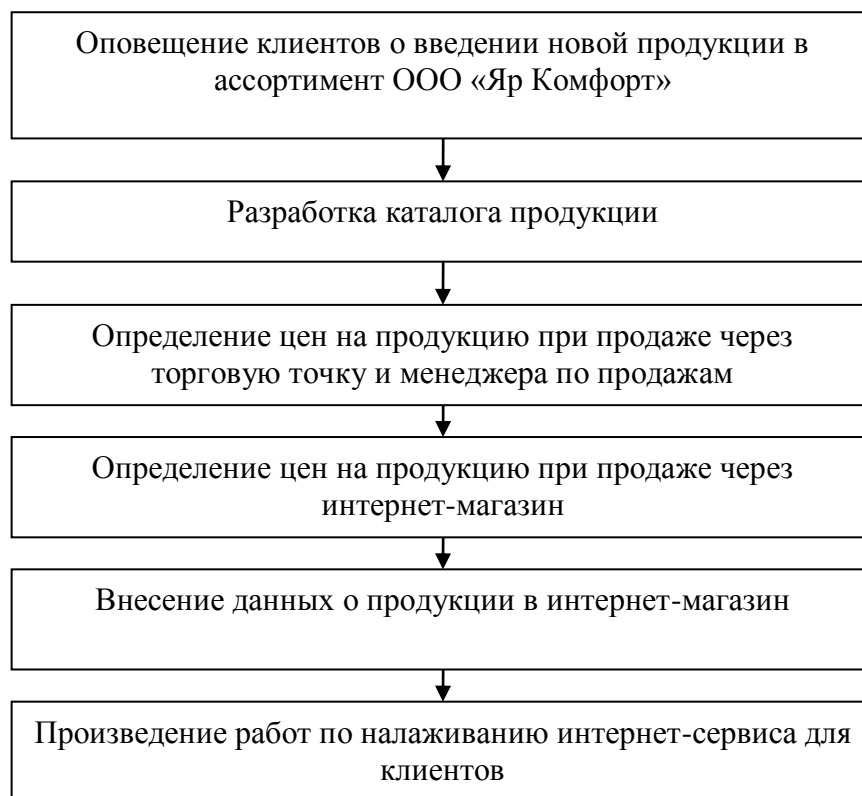 Оповещение клиентов о введении новой продукции в
ассортимент ООО «Яр Комфорт»
Разработка каталога продукции
Определение цен на продукцию при продаже через
торговую точку и менеджера по продажам
Определение цен на продукцию при продаже через
интернет-магазин
Внесение данных о продукции в интернет-магазин
Произведение работ по налаживанию интернет-сервиса для
клиентов